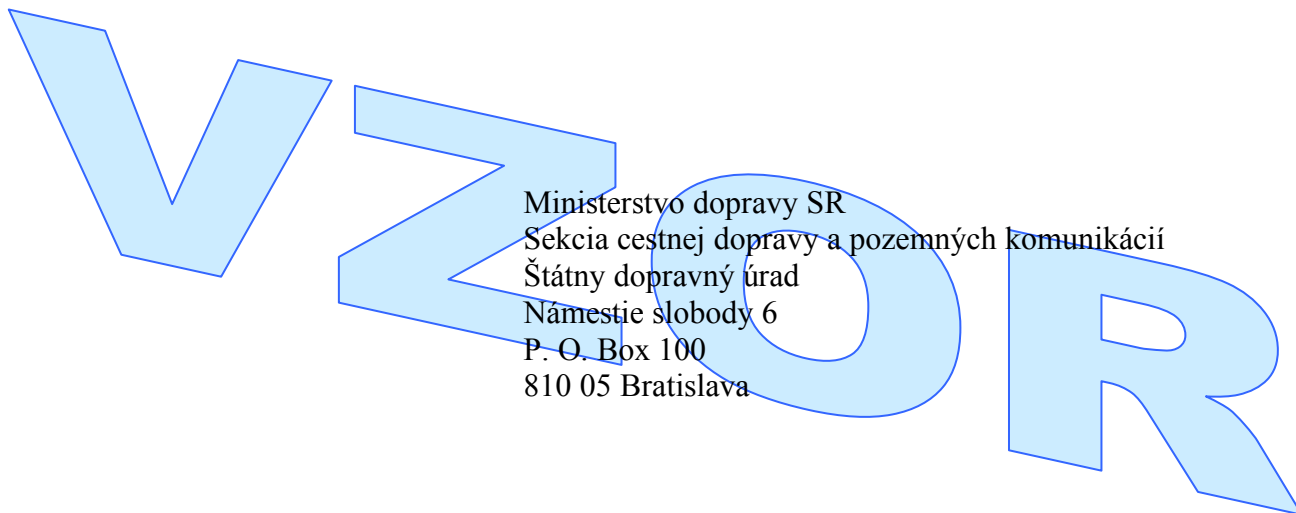 VZOR
Ministerstvo dopravy SR
Sekcia cestnej dopravy a pozemných komunikácií
Štátny dopravný úrad
Námestie slobody 6
P. O. Box 100
810 05 Bratislava